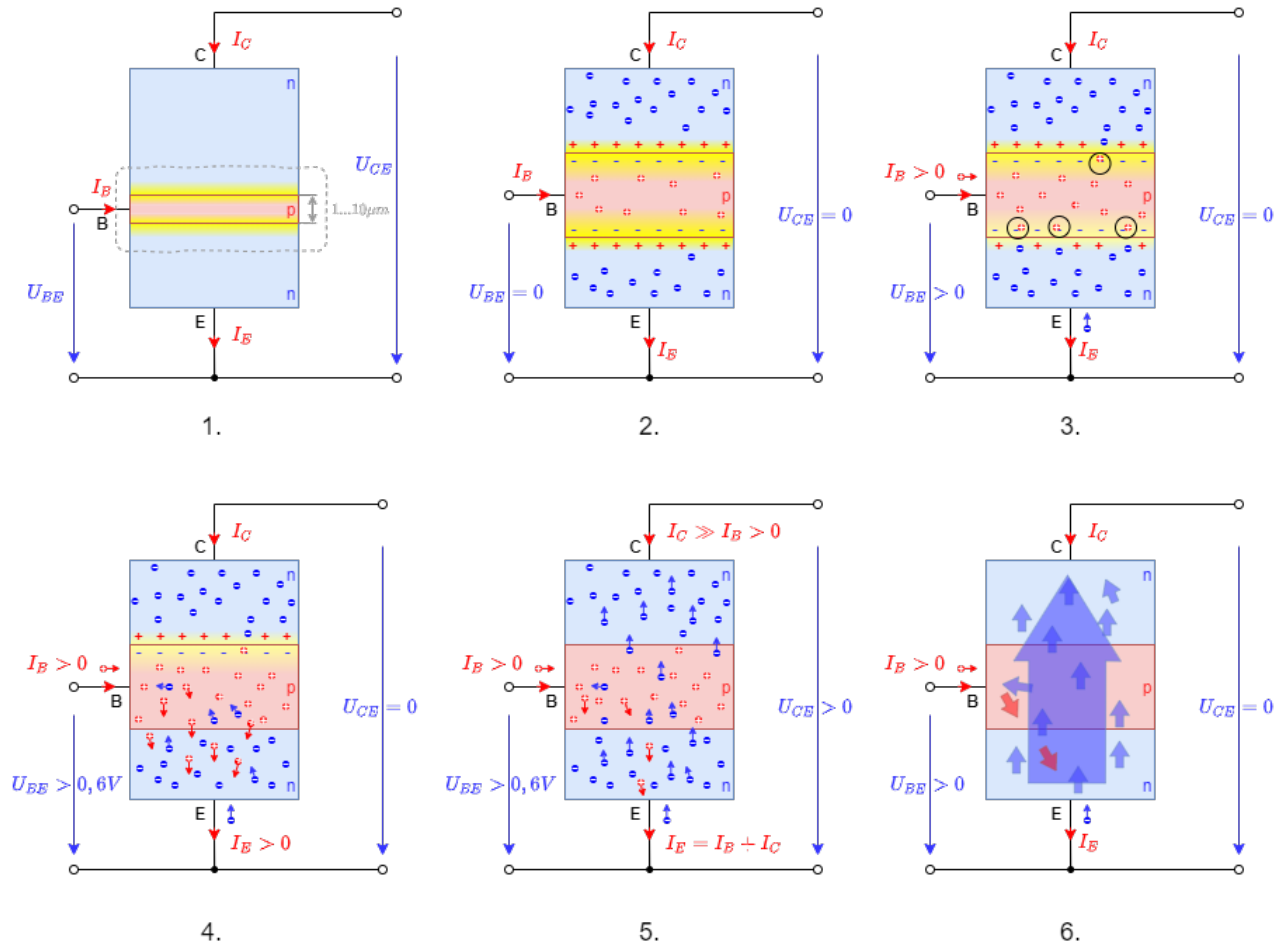 I_C
C
n
U_CE
I_B
p
1...10μm
B
U_BE
n
E
I_E
1.
I_C
C
n
+ + + + + + + +
- - - - - - - -
I_B
p
B
U_CE = 0
U_BE = 0
+ + + + + + + +
n
E
I_E
2.
I_C
C
n
I_B > 0
p
B
U_CE = 0
U_BE > 0
n
E
I_E
3.
I_C
C
n
I_B > 0
p
B
U_CE = 0
U_BE > 0,6V
n
E
I_E > 0
4.
I_C ≫ I_B > 0
C
n
I_B > 0
p
B
U_CE > 0
U_BE > 0,6V
n
E
I_E = I_B + I_C
5.
I_C
C
n
I_B > 0
p
B
U_CE = 0
U_BE > 0
n
E
I_E
6.